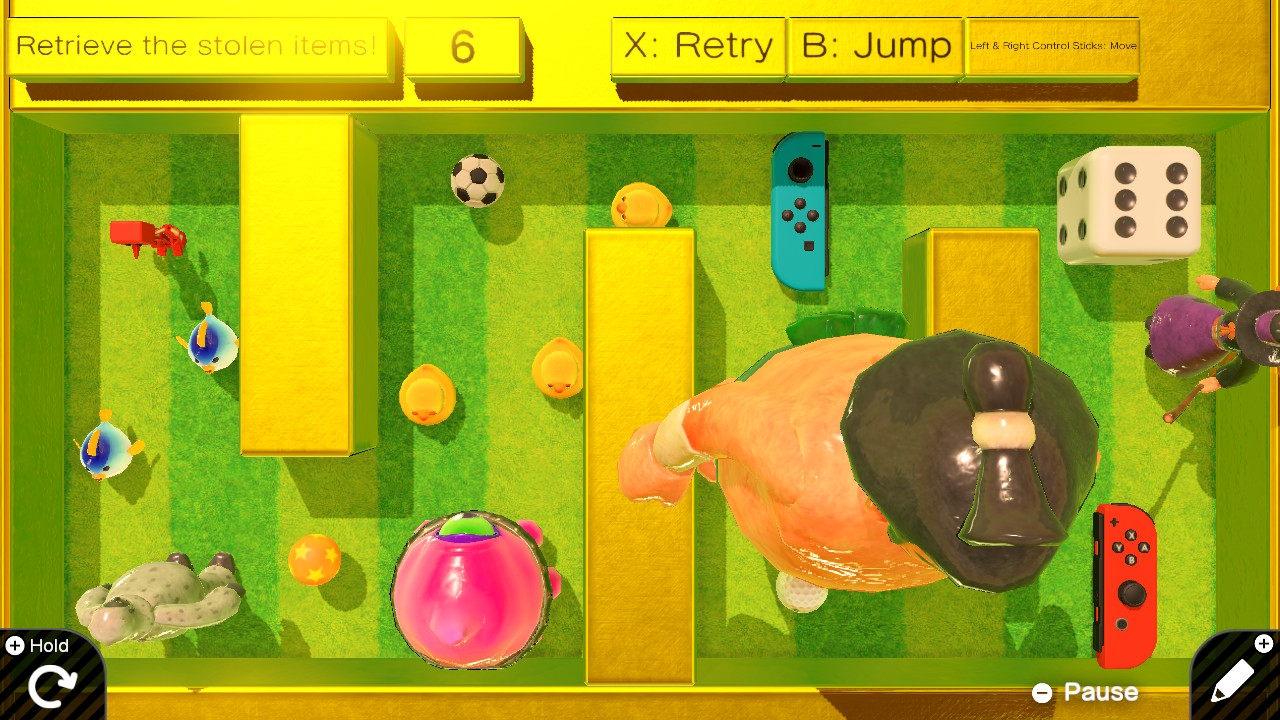 Retrieve the stolen items!
6
X: Retry
B: Jump
Left & Right Control Sticks: Move
X
Y A
B
+ Hold
- Pause